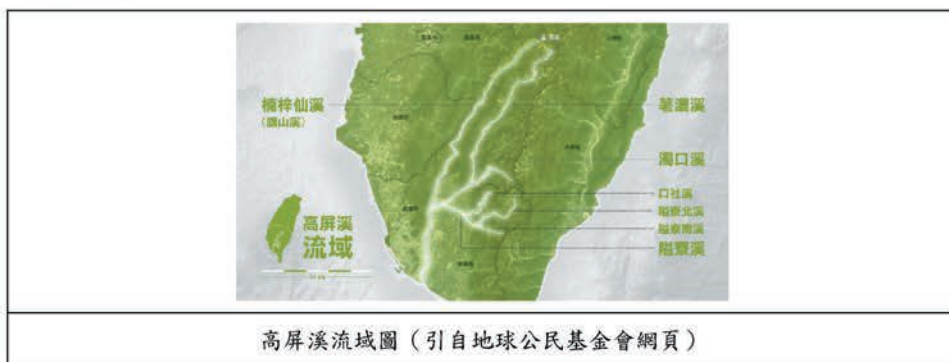 楠梓仙溪
(旗山溪)
荖濃溪
濁口溪
口社溪
隘寮北溪
隘寮南溪
隘寮溪
高屏溪
流域
高屏溪流域圖（引自地球公民基金會網頁）